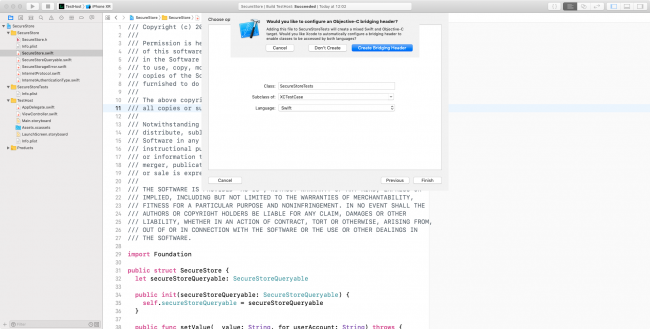 TestHost
iPhone XR
SecureStore | Build TestHost: Succeeded | Today at 12:02
SecureStore
SecureStore
SecureStore.h
Info.plist
SecureStore.swift
SecureStoreQueryable.swift
SecureStoreError.swift
InternetProtocol.swift
InternetAuthenticationType.swift
SecureStoreTests
Info.plist
TestHost
AppDelegate.swift
ViewController.swift
Main.storyboard
Assets.xcassets
LaunchScreen.storyboard
Info.plist
Products
Filter
SecureStore
SecureStore
Choose op
Would you like to configure an Objective-C bridging header?
Adding this file to SecureStoreTests will create a mixed Swift and Objective-C
target. Would you like Xcode to automatically configure a bridging header to
enable classes to be accessed by both languages?
Cancel
Don't Create
Create Bridging Header
Class: SecureStoreTests
Subclass of: XCTestCase
Language: Swift
Cancel
Previous
Finish
/// Copyright (c) 20
///
/// Permission is he
/// of this software
/// in the Software
/// to use, copy, mo
/// copies of the So
/// furnished to do
///
/// The above copyri
11 /// all copies or su
///
/// Notwithstanding
/// distribute, subl
/// Software in any
/// instructional pu
/// or information t
/// merger, publicat
/// or sale is expre
///
/// IMPLIED, INCLUDING BUT NOT LIMITED TO THE WARRANTIES OF MERCHANTABILITY,
/// FITNESS FOR A PARTICULAR PURPOSE AND NONINFRINGEMENT. IN NO EVENT SHALL THE
/// AUTHORS OR COPYRIGHT HOLDERS BE LIABLE FOR ANY CLAIM, DAMAGES OR OTHER
/// LIABILITY, WHETHER IN AN ACTION OF CONTRACT, TORT OR OTHERWISE, ARISING FROM,
/// OUT OF OR IN CONNECTION WITH THE SOFTWARE OR THE USE OR OTHER DEALINGS IN
/// THE SOFTWARE.
import Foundation
public struct SecureStore {
let secureStoreQueryable: SecureStoreQueryable
public init(secureStoreQueryable: SecureStoreQueryable) {
self.secureStoreQueryable = secureStoreQueryable
}
public func setValue(_ value: String, for userAccount: String) throws {